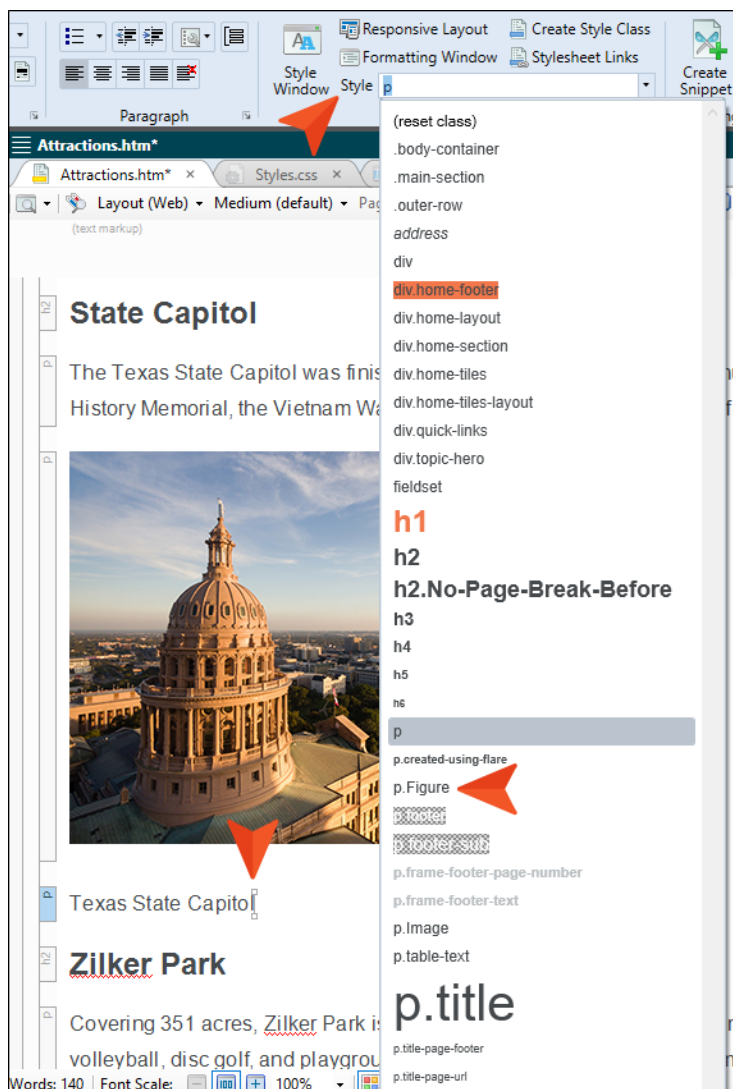 Responsive Layout
Create Style Class
Formatting Window
Stylesheet Links
Style
Window
Style p
Create
Snippet
Paragraph
Attractions.htm*
Attractions.htm* × Styles.css ×
Layout (Web) Medium (default)
(text markup)
h2
State Capitol
p
The Texas State Capitol was
History Memorial, the Vietnam
p
p
Texas State Capitol
h2
Zilker Park
p
Covering 351 acres, Zilker Park
volleyball, disc golf, and
Words: 140 Font Scale: 100%
(reset class)
.body-container
.main-section
.outer-row
address
div
div.home-footer
div.home-layout
div.home-section
div.home-tiles
div.home-tiles-layout
div.quick-links
div.topic-hero
fieldset
h1
h2
h2.No-Page-Break-Before
h3
h4
h5
h6
p
p.created-using-flare
p.Figure
p.footer
p.footer-sub
p.frame-footer-page-number
p.frame-footer-text
p.Image
p.table-text
p.title
p.title-page-footer
p.title-page-url